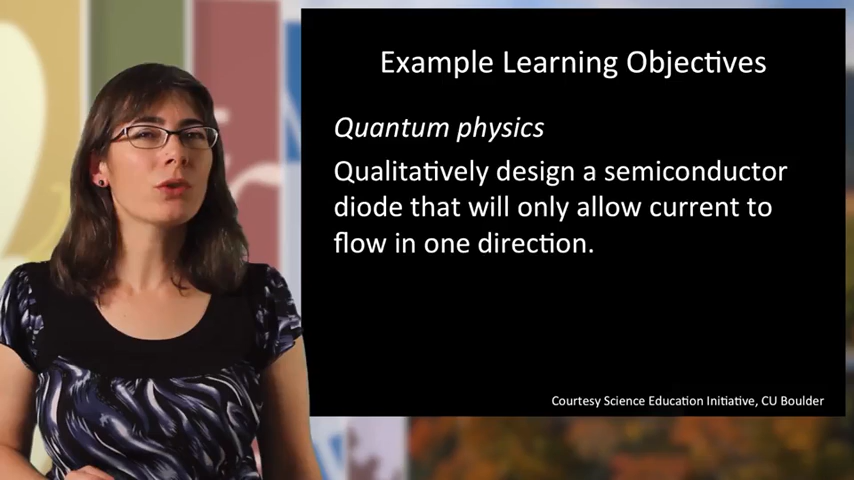 Example Learning Objectives
Quantum physics
Qualitatively design a semiconductor
diode that will only allow current to
flow in one direction.
Courtesy Science Education Initiative, CU Boulder